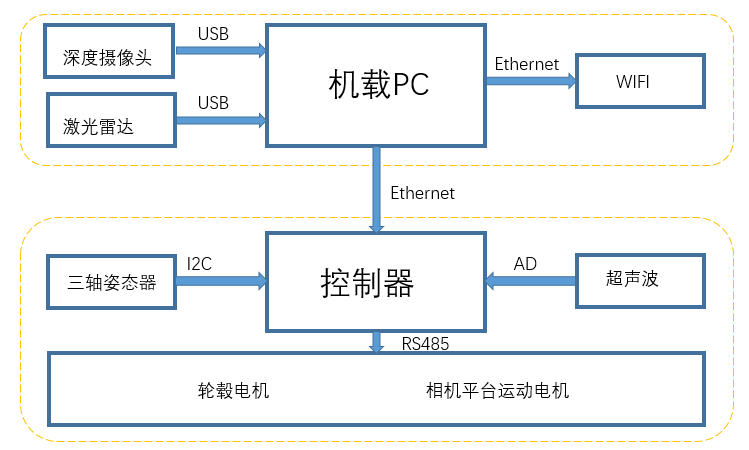 USB
深度摄像头
机载PC
Ethernet
WIFI
USB
激光雷达
Ethernet
I2C
三轴姿态器
控制器
AD
超声波
RS485
轮毂电机
相机平台运动电机